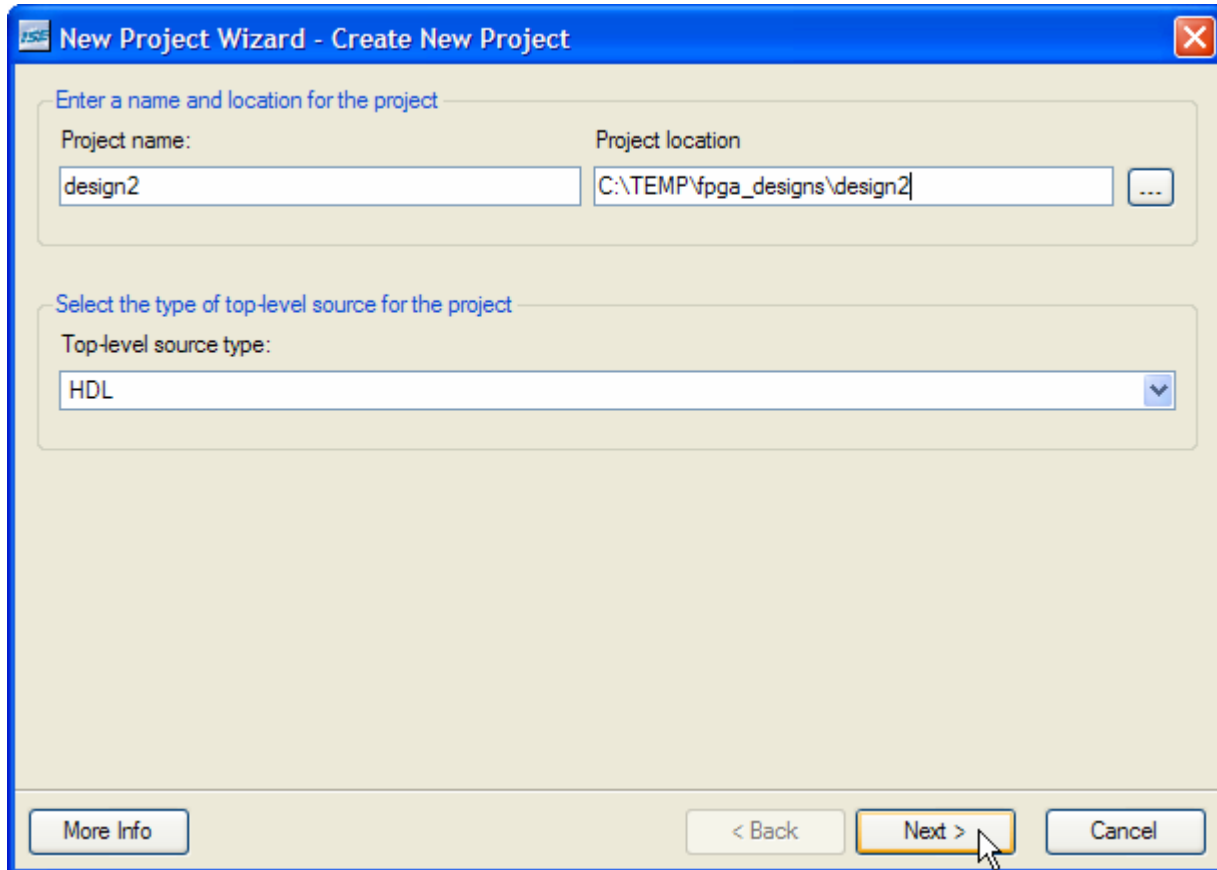 ISE New Project Wizard - Create New Project
Enter a name and location for the project
Project name: Project location
design2 C:\TEMP\fpga_designs\design2 ...
Select the type of top-level source for the project
Top-level source type:
HDL
More Info < Back Next > Cancel